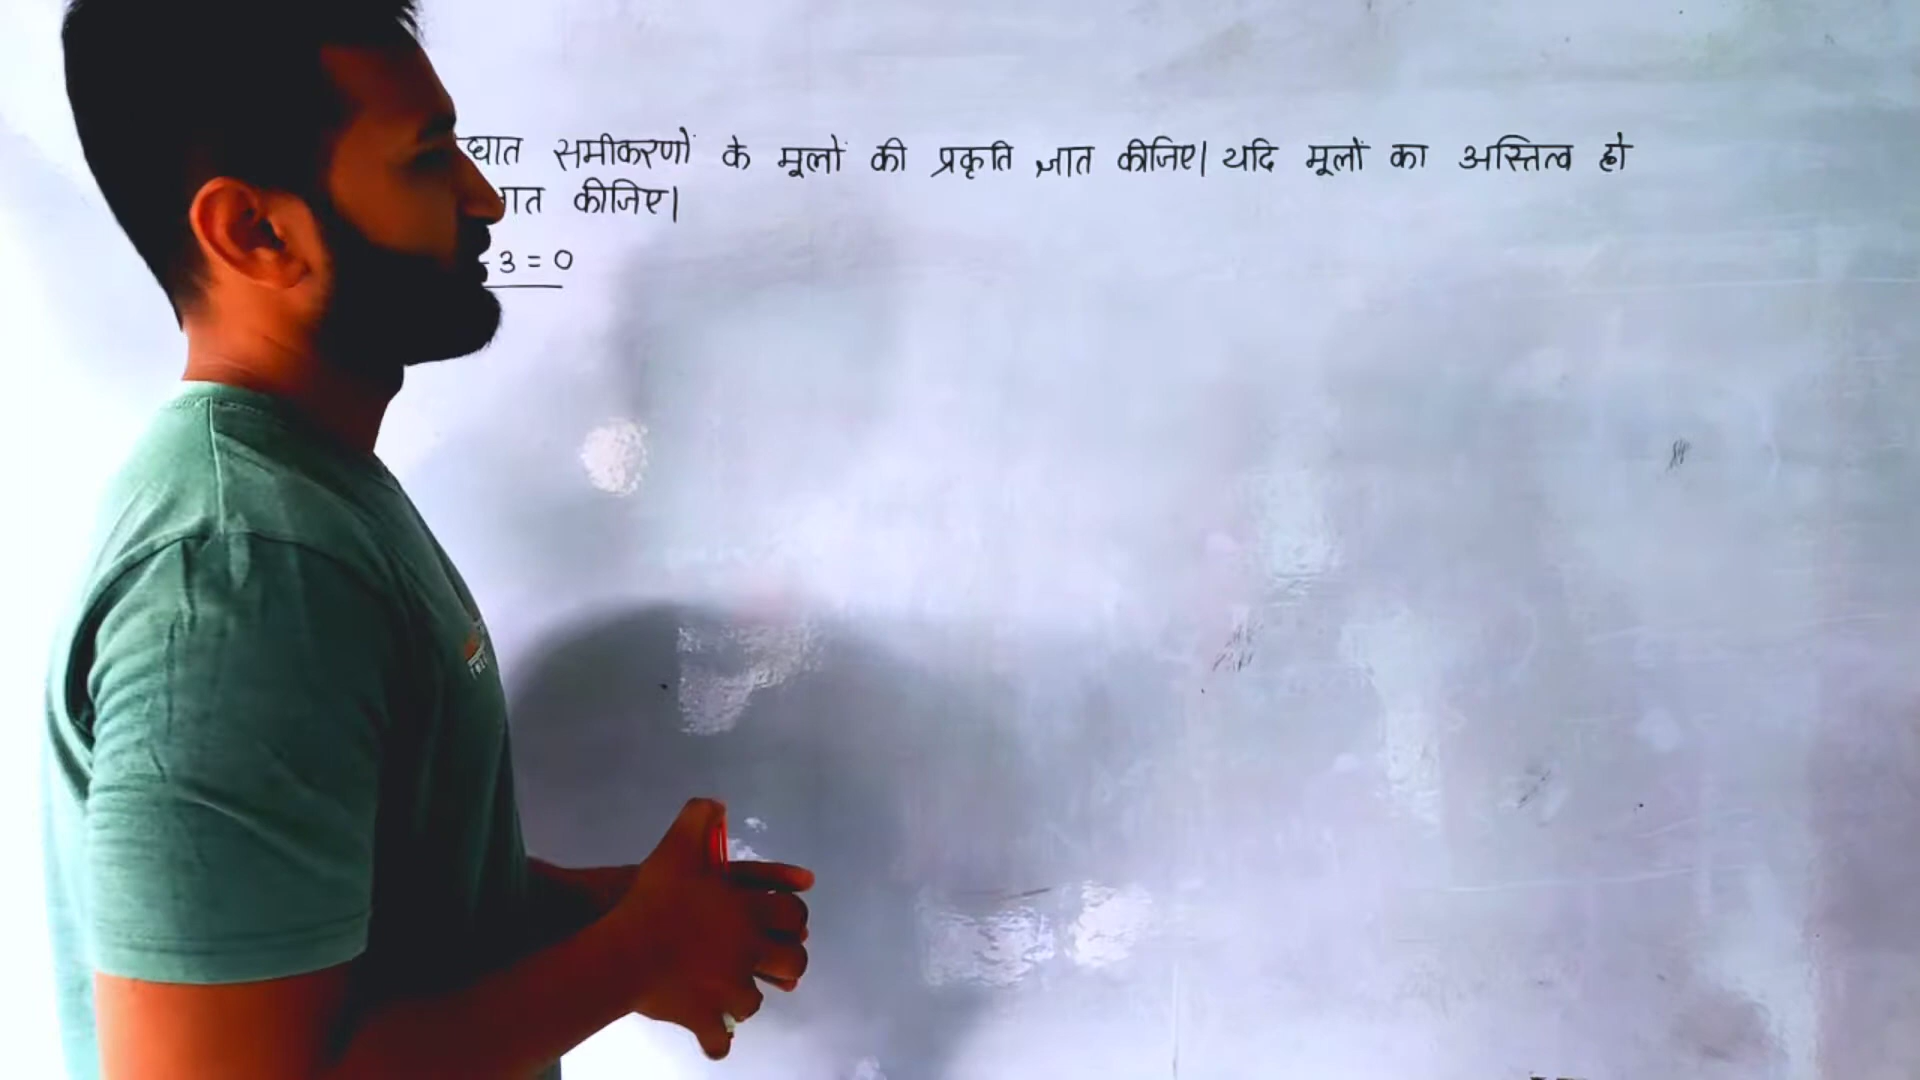 समीकरणों के मूलों की प्रकृति ज्ञात कीजिए। यदि मूलों का अस्तित्व हो
कीजिए।
3 = 0